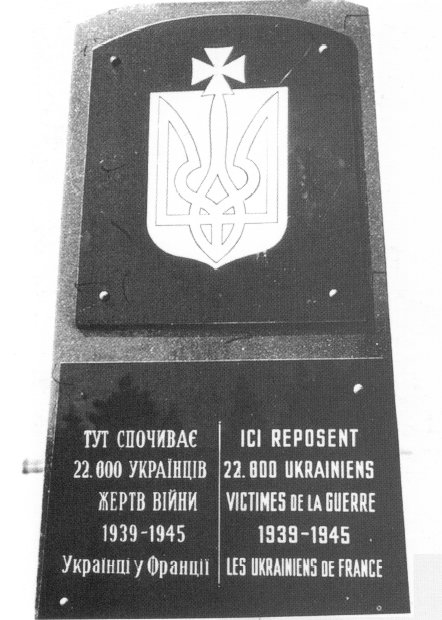 ТУТ СПОЧИВАЄ
22.000 УКРАЇНЦІВ
ЖЕРТВ ВІЙНИ
1939-1945
Українці у Франції
ICI REPOSENT
22.800 UKRAINIENS
VICTIMES DE LA GUERRE
1939-1945
LES UKRAINIENS DE FRANCE